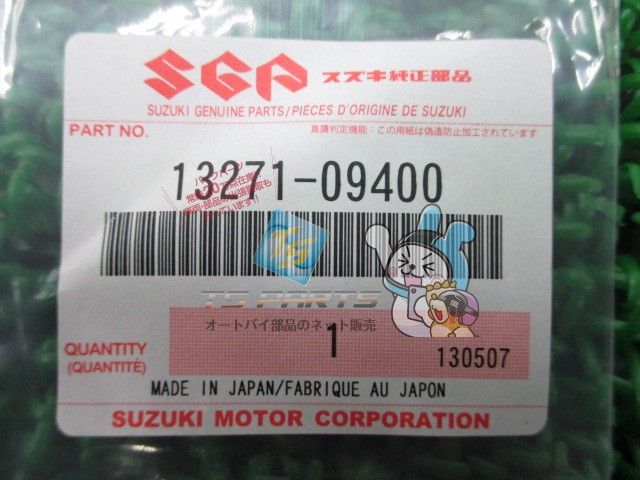 SGP スズキ純正部品
SUZUKI GENUINE PARTS/PIÈCES D'ORIGINE DE SUZUKI
PART NO.
真贋判定機能：この用紙は偽造防止加工されています
13271-09400
TS PARTS
オートバイ部品のネット販売
QUANTITY
(QUANTITÉ)
1
130507
MADE IN JAPAN/FABRIQUE AU JAPON
SUZUKI MOTOR CORPORATION